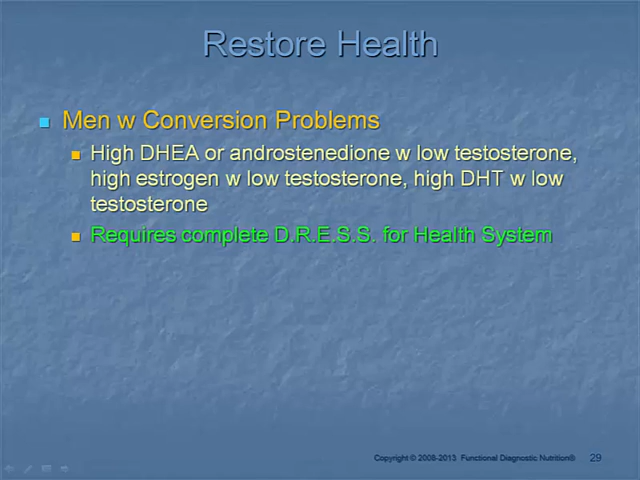 Restore Health
Men w Conversion Problems
High DHEA or androstenedione w low testosterone,
high estrogen w low testosterone, high DHT w low
testosterone
Requires complete D.R.E.S.S. for Health System
Copyright © 2008-2013 Functional Diagnostic Nutrition® 29